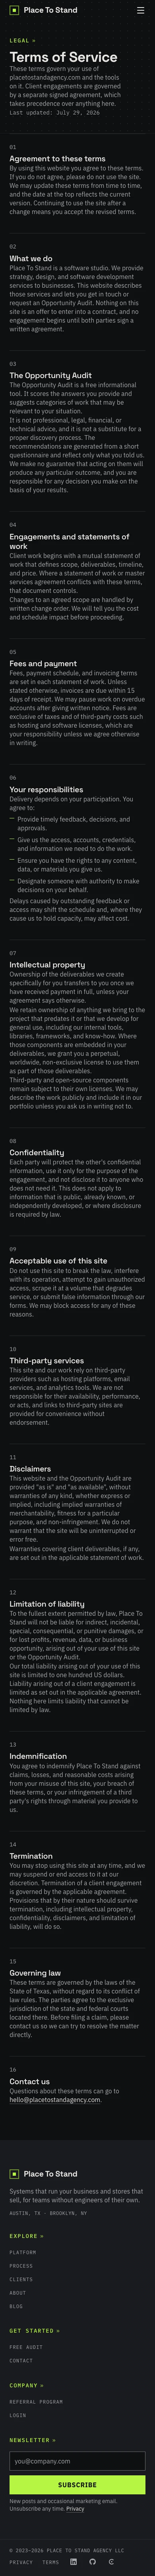 Place To Stand
LEGAL >
Terms of Service
These terms govern your use of
placetostandagency.com and the tools
on it. Client engagements are governed
by a separate signed agreement, which
takes precedence over anything here.
Last updated: July 29, 2026
01
Agreement to these terms
By using this website you agree to these terms.
If you do not agree, please do not use the site.
We may update these terms from time to time,
and the date at the top reflects the current
version. Continuing to use the site after a
change means you accept the revised terms.
02
What we do
Place To Stand is a software studio. We provide
strategy, design, and software development
services to businesses. This website describes
those services and lets you get in touch or
request an Opportunity Audit. Nothing on this
site is an offer to enter into a contract, and no
engagement begins until both parties sign a
written agreement.
03
The Opportunity Audit
The Opportunity Audit is a free informational
tool. It scores the answers you provide and
suggests categories of work that may be
relevant to your situation.
It is not professional, legal, financial, or
technical advice, and it is not a substitute for a
proper discovery process. The
recommendations are generated from a short
questionnaire and reflect only what you told us.
We make no guarantee that acting on them will
produce any particular outcome, and you are
responsible for any decision you make on the
basis of your results.
04
Engagements and statements of
work
Client work begins with a mutual statement of
work that defines scope, deliverables, timeline,
and price. Where a statement of work or master
services agreement conflicts with these terms,
that document controls.
Changes to an agreed scope are handled by
written change order. We will tell you the cost
and schedule impact before proceeding.
05
Fees and payment
Fees, payment schedule, and invoicing terms
are set in each statement of work. Unless
stated otherwise, invoices are due within 15
days of receipt. We may pause work on overdue
accounts after giving written notice. Fees are
exclusive of taxes and of third-party costs such
as hosting and software licenses, which are
your responsibility unless we agree otherwise
in writing.
06
Your responsibilities
Delivery depends on your participation. You
agree to:
Provide timely feedback, decisions, and
approvals.
Give us the access, accounts, credentials,
and information we need to do the work.
Ensure you have the rights to any content,
data, or materials you give us.
Designate someone with authority to make
decisions on your behalf.
Delays caused by outstanding feedback or
access may shift the schedule and, where they
cause us to hold capacity, may affect cost.
07
Intellectual property
Ownership of the deliverables we create
specifically for you transfers to you once we
have received payment in full, unless your
agreement says otherwise.
We retain ownership of anything we bring to the
project that predates it or that we develop for
general use, including our internal tools,
libraries, frameworks, and know-how. Where
those components are embedded in your
deliverables, we grant you a perpetual,
worldwide, non-exclusive license to use them
as part of those deliverables.
Third-party and open-source components
remain subject to their own licenses. We may
describe the work publicly and include it in our
portfolio unless you ask us in writing not to.
08
Confidentiality
Each party will protect the other's confidential
information, use it only for the purpose of the
engagement, and not disclose it to anyone who
does not need it. This does not apply to
information that is public, already known, or
independently developed, or where disclosure
is required by law.
09
Acceptable use of this site
Do not use this site to break the law, interfere
with its operation, attempt to gain unauthorized
access, scrape it at a volume that degrades
service, or submit false information through our
forms. We may block access for any of these
reasons.
10
Third-party services
This site and our work rely on third-party
providers such as hosting platforms, email
services, and analytics tools. We are not
responsible for their availability, performance,
or acts, and links to third-party sites are
provided for convenience without
endorsement.
11
Disclaimers
This website and the Opportunity Audit are
provided "as is" and "as available", without
warranties of any kind, whether express or
implied, including implied warranties of
merchantability, fitness for a particular
purpose, and non-infringement. We do not
warrant that the site will be uninterrupted or
error free.
Warranties covering client deliverables, if any,
are set out in the applicable statement of work.
12
Limitation of liability
To the fullest extent permitted by law, Place To
Stand will not be liable for indirect, incidental,
special, consequential, or punitive damages, or
for lost profits, revenue, data, or business
opportunity, arising out of your use of this site
or the Opportunity Audit.
Our total liability arising out of your use of this
site is limited to one hundred US dollars.
Liability arising out of a client engagement is
limited as set out in the applicable agreement.
Nothing here limits liability that cannot be
limited by law.
13
Indemnification
You agree to indemnify Place To Stand against
claims, losses, and reasonable costs arising
from your misuse of this site, your breach of
these terms, or your infringement of a third
party's rights through material you provide to
us.
14
Termination
You may stop using this site at any time, and we
may suspend or end access to it at our
discretion. Termination of a client engagement
is governed by the applicable agreement.
Provisions that by their nature should survive
termination, including intellectual property,
confidentiality, disclaimers, and limitation of
liability, will do so.
15
Governing law
These terms are governed by the laws of the
State of Texas, without regard to its conflict of
law rules. The parties agree to the exclusive
jurisdiction of the state and federal courts
located there. Before filing a claim, please
contact us so we can try to resolve the matter
directly.
16
Contact us
Questions about these terms can go to
hello@placetostandagency.com.
Place To Stand
Systems that run your business and stories that
sell, for teams without engineers of their own.
AUSTIN, TX · BROOKLYN, NY
EXPLORE >
PLATFORM
PROCESS
CLIENTS
ABOUT
BLOG
GET STARTED >
FREE AUDIT
CONTACT
COMPANY >
REFERRAL PROGRAM
LOGIN
NEWSLETTER >
you@company.com
SUBSCRIBE
New posts and occasional marketing email.
Unsubscribe any time. Privacy
© 2023–2026 PLACE TO STAND AGENCY LLC
PRIVACY TERMS